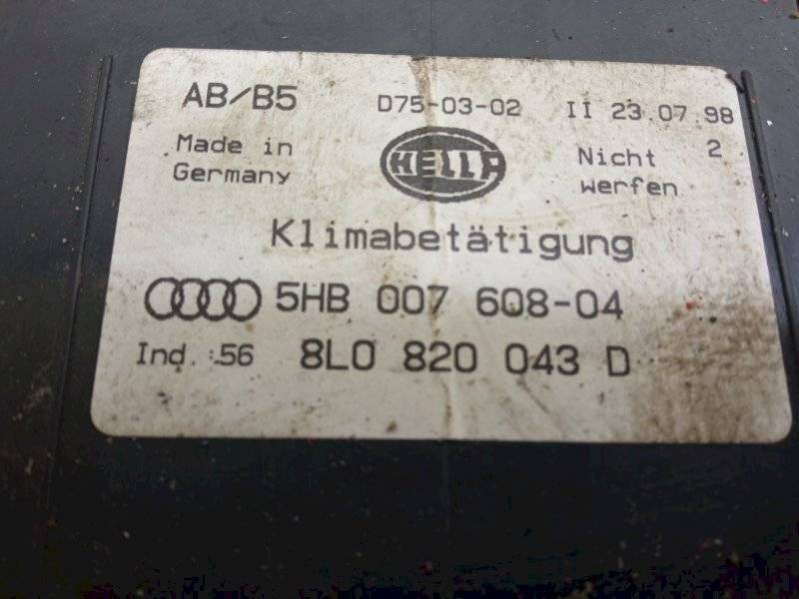 AB/B5 D75-03-02 II 23.07.98
Made in Germany
HELLA
Nicht werfen 2
Klimabetätigung
5HB 007 608-04
Ind. :56 8L0 820 043 D